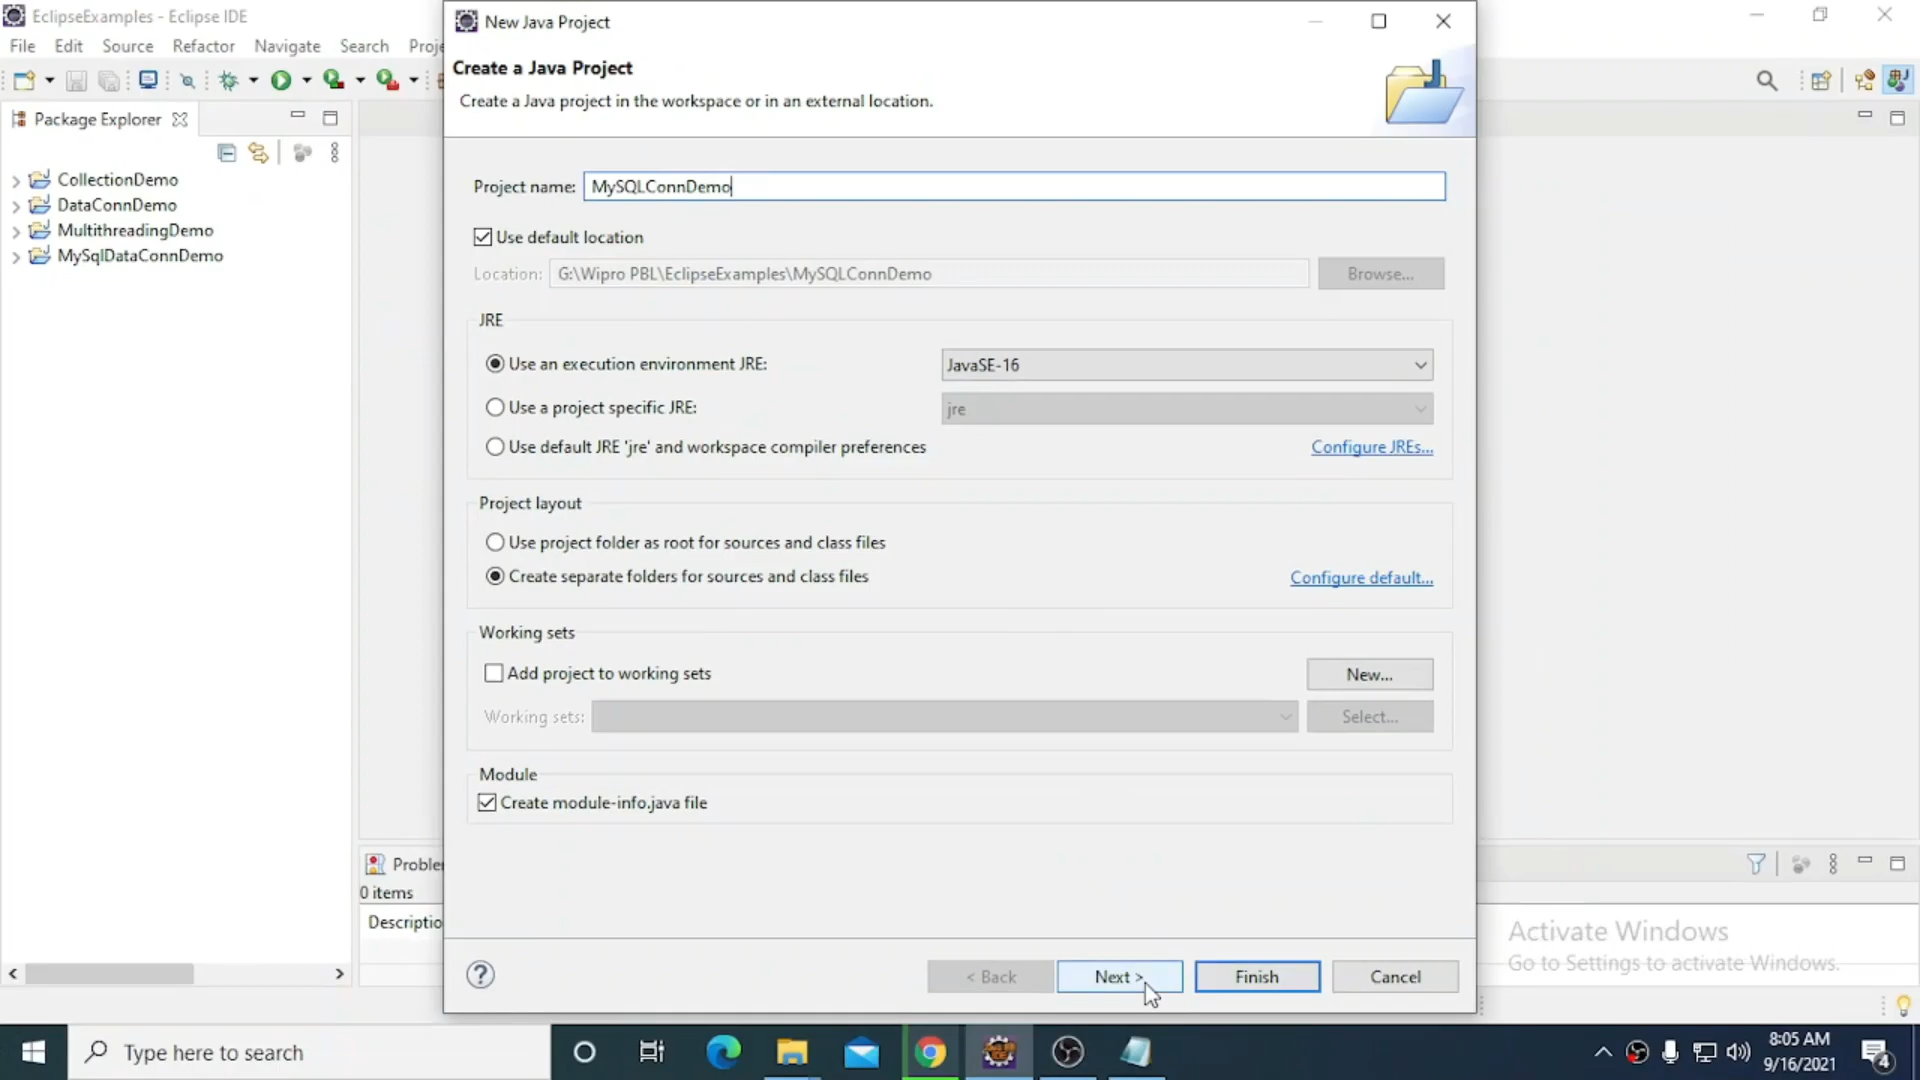 EclipseExamples - Eclipse IDE
File Edit Source Refactor Navigate Search Proje
Package Explorer
CollectionDemo
DataConnDemo
MultithreadingDemo
MySqlDataConnDemo
New Java Project
Create a Java Project
Create a Java project in the workspace or in an external location.
Project name: MySQLConnDemo
Use default location
Location: G:\Wipro PBL\EclipseExamples\MySQLConnDemo Browse...
JRE
Use an execution environment JRE: JavaSE-16
Use a project specific JRE: jre
Use default JRE 'jre' and workspace compiler preferences Configure JREs...
Project layout
Use project folder as root for sources and class files
Create separate folders for sources and class files Configure default...
Working sets
Add project to working sets New...
Working sets: Select...
Module
Create module-info.java file
< Back Next > Finish Cancel
Problem
0 items
Descriptio
Activate Windows
Go to Settings to activate Windows.
Type here to search
8:05 AM
9/16/2021
4